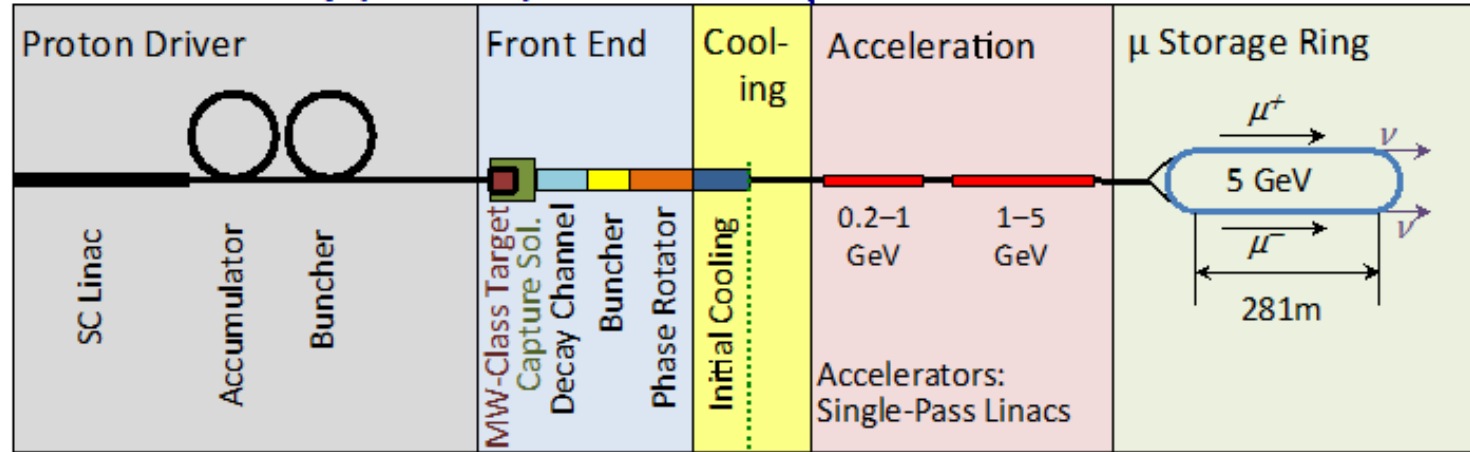 Proton Driver
SC Linac
Accumulator
Buncher
Front End
MW-Class Target
Capture Sol.
Decay Channel
Buncher
Phase Rotator
Cool-
ing
Initial Cooling
Acceleration
0.2–1
GeV
1–5
GeV
Accelerators:
Single-Pass Linacs
μ Storage Ring
μ+
ν
5 GeV
ν
μ−
281m